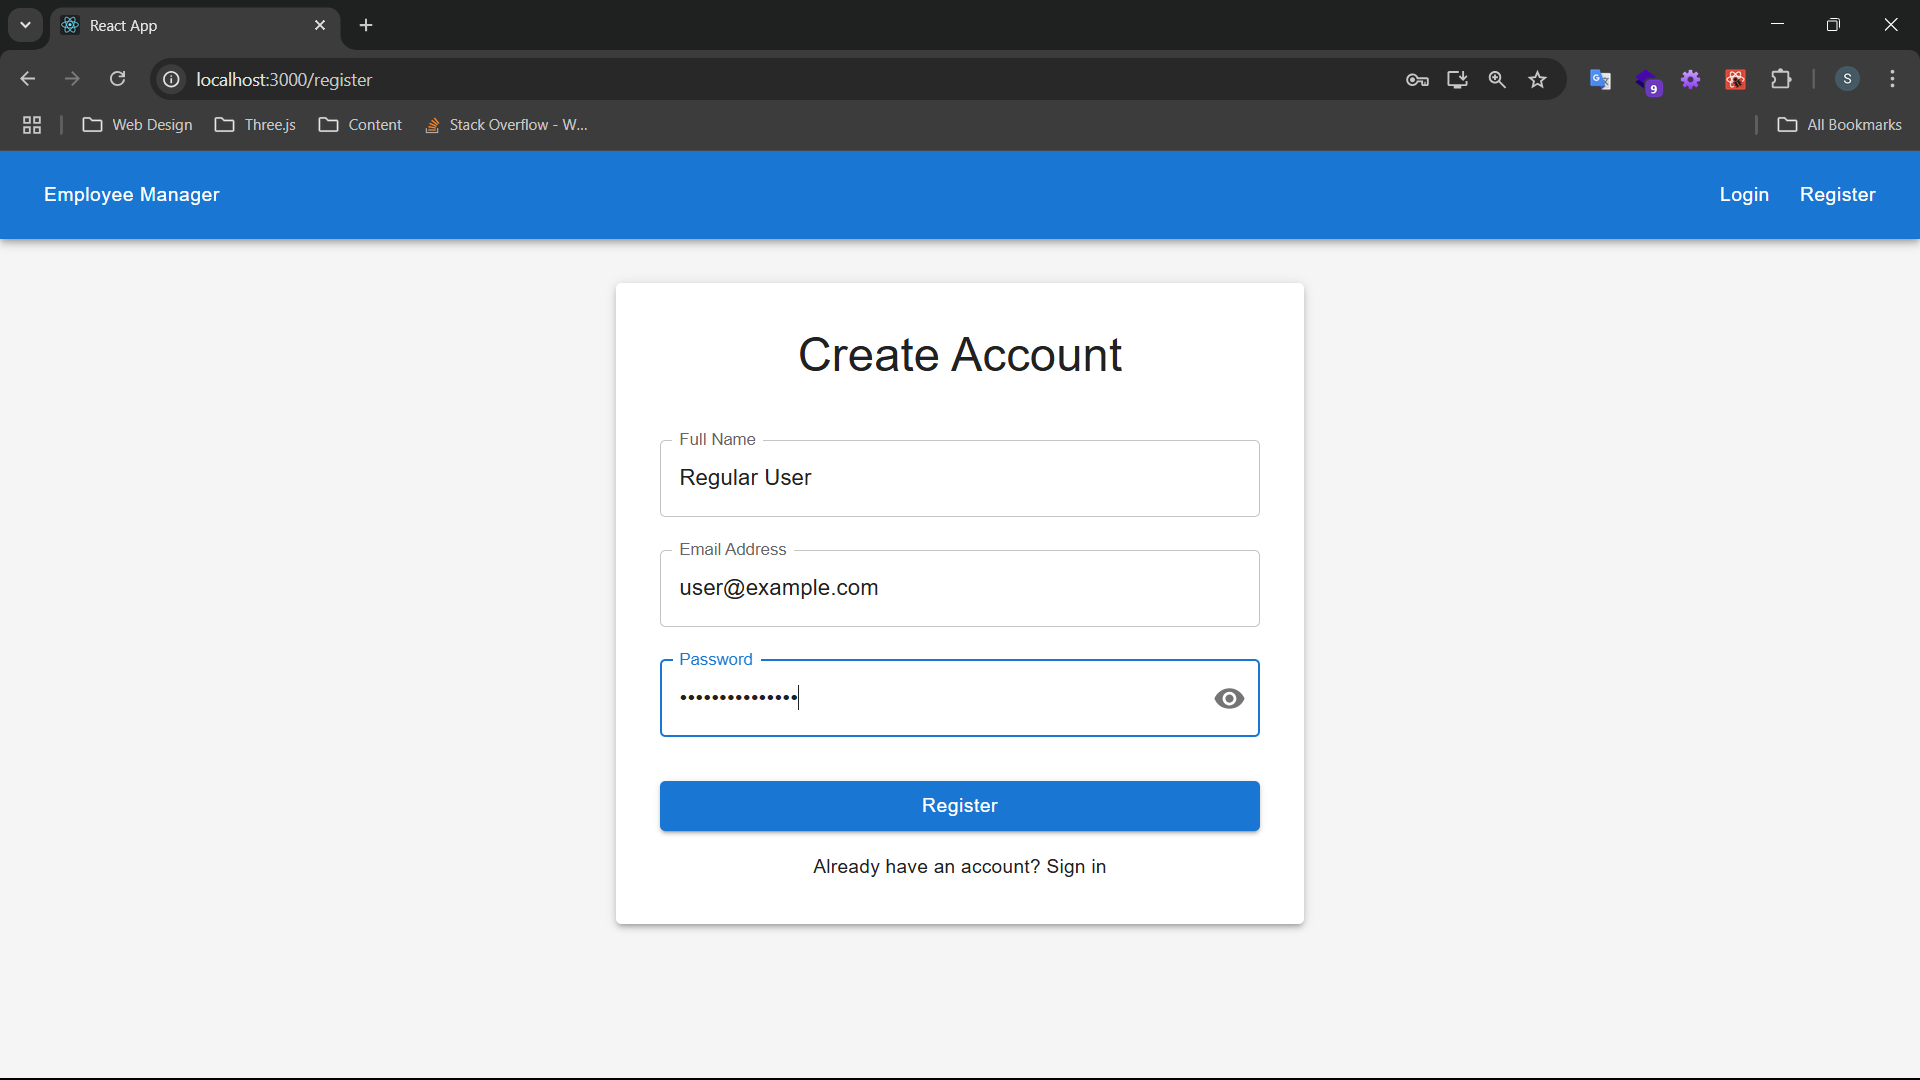 React App
localhost:3000/register
9
S
Web Design
Three.js
Content
Stack Overflow - W...
All Bookmarks
Employee Manager
Login
Register
Create Account
Full Name
Regular User
Email Address
user@example.com
Password
•••••••••••••••
Register
Already have an account? Sign in